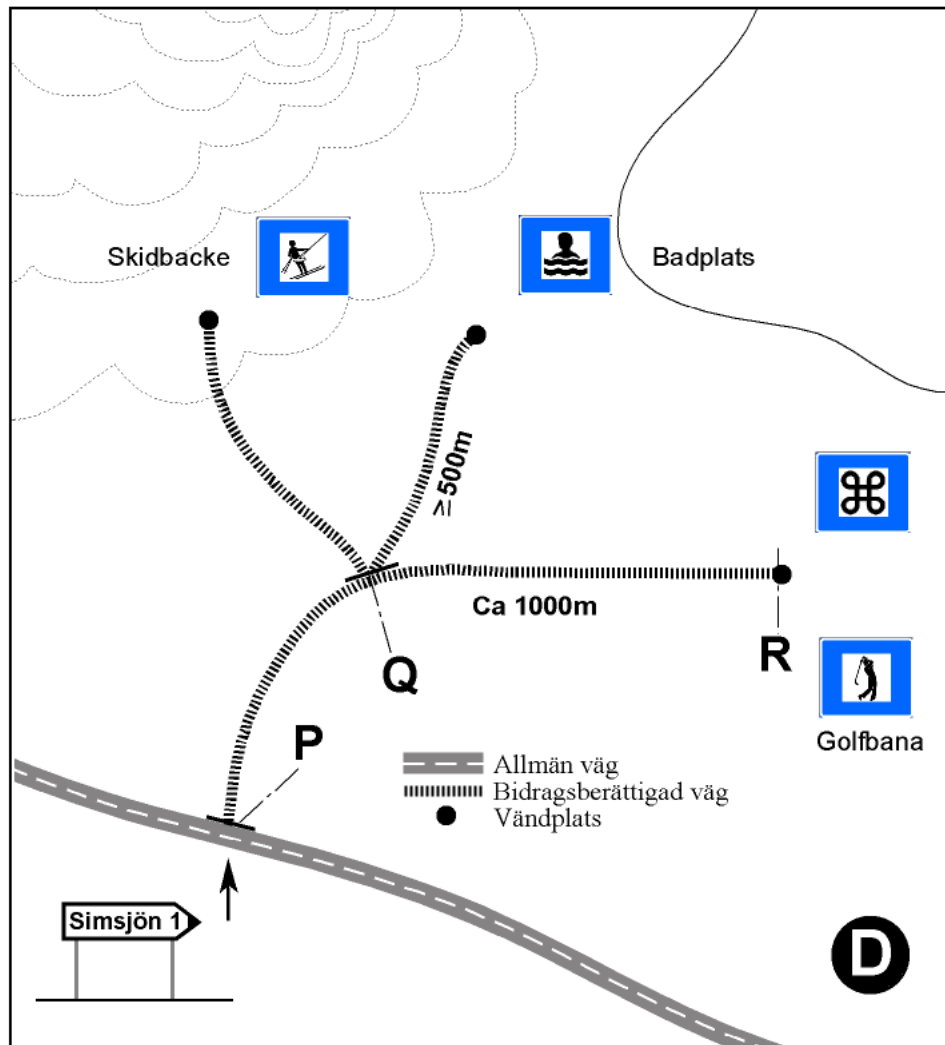 Skidbacke
Badplats
≥500m
Ca 1000m
Q
R
P
Golfbana
Allmän väg
Bidragsberättigad väg
Vändplats
Simsjön 1
D